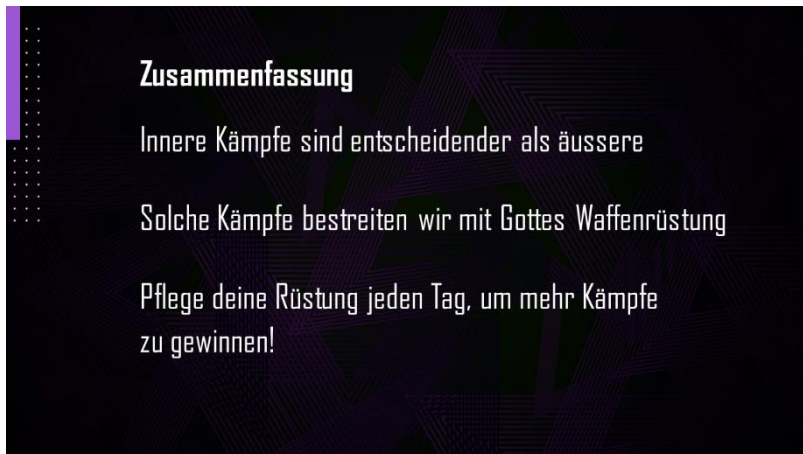 Zusammenfassung
Innere Kämpfe sind entscheidender als äussere
Solche Kämpfe bestreiten wir mit Gottes Waffenrüstung
Pflege deine Rüstung jeden Tag, um mehr Kämpfe
zu gewinnen!